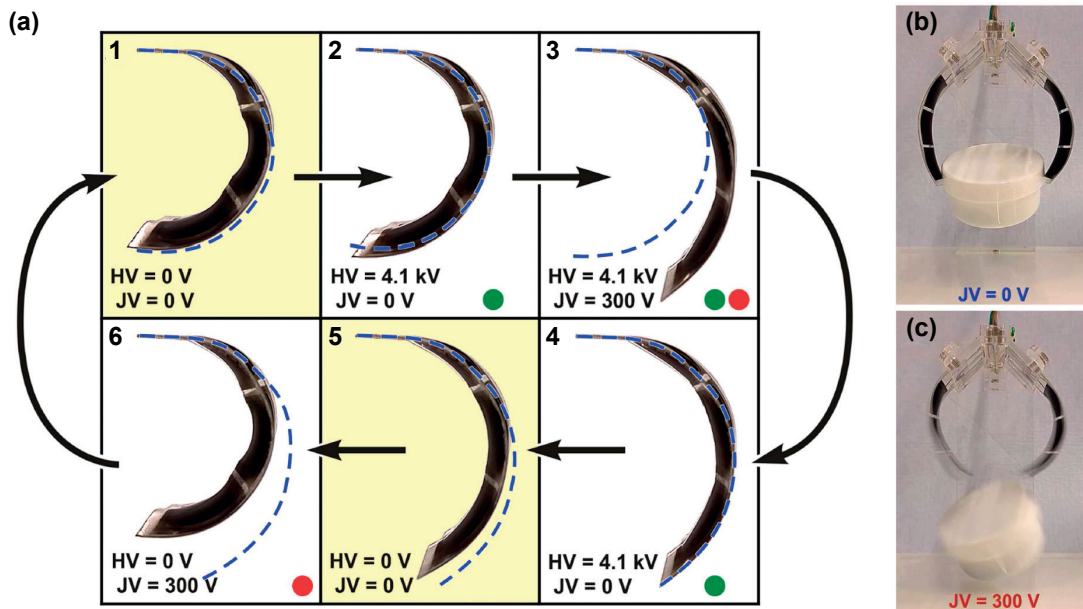 (a)
1
HV = 0 V
JV = 0 V
2
HV = 4.1 kV
JV = 0 V
3
HV = 4.1 kV
JV = 300 V
6
HV = 0 V
JV = 300 V
5
HV = 0 V
JV = 0 V
4
HV = 4.1 kV
JV = 0 V
(b)
JV = 0 V
(c)
JV = 300 V